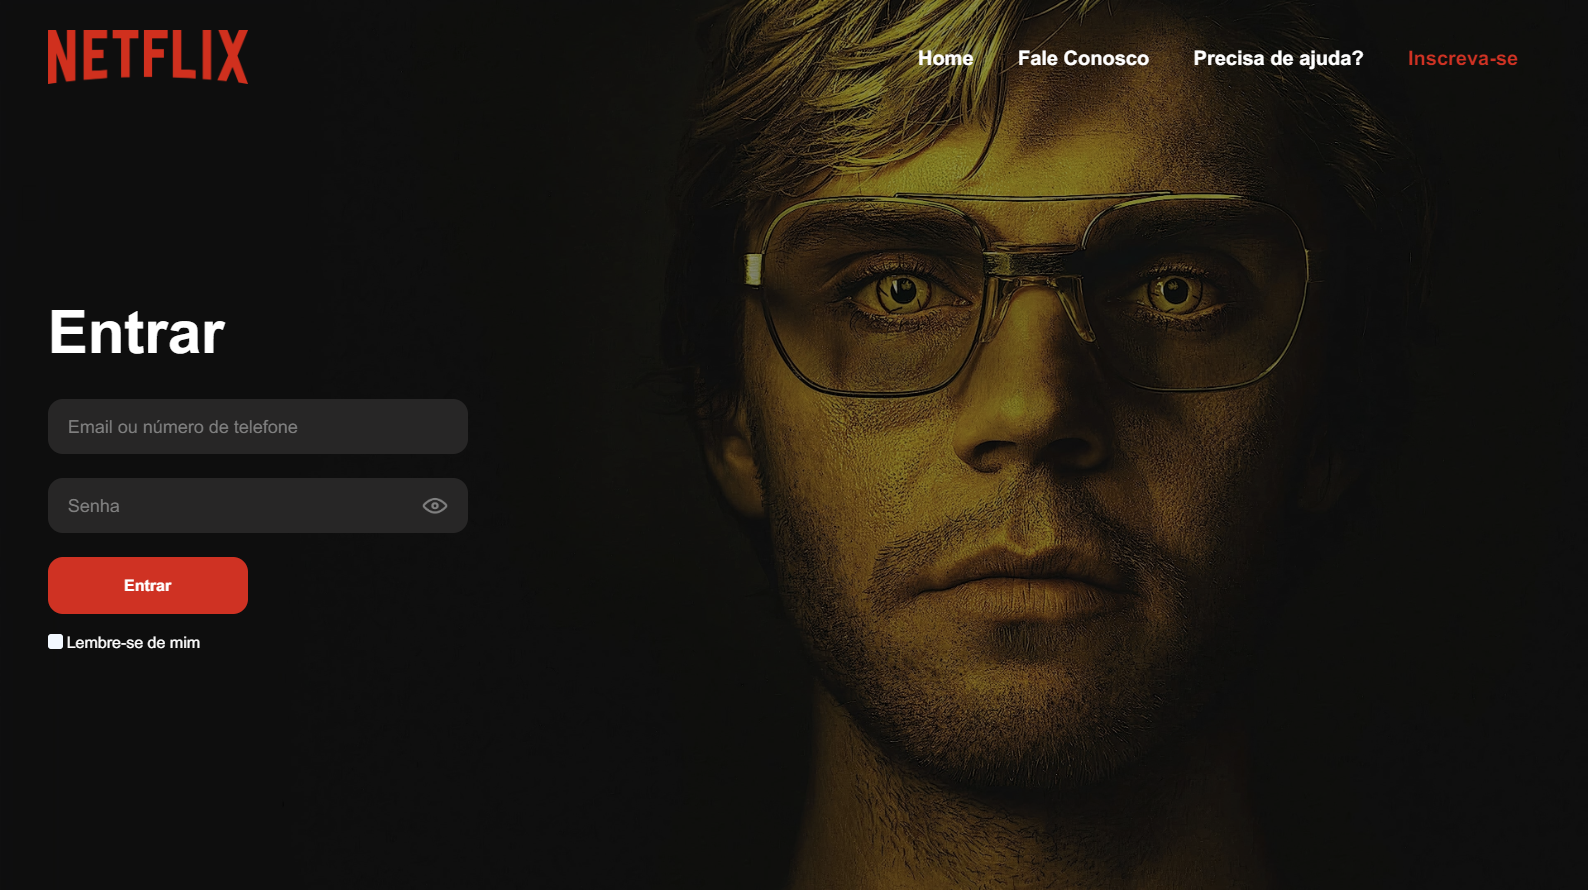 NETFLIX
Home Fale Conosco Precisa de ajuda? Inscreva-se
Entrar
Email ou número de telefone
Senha
Entrar
Lembre-se de mim